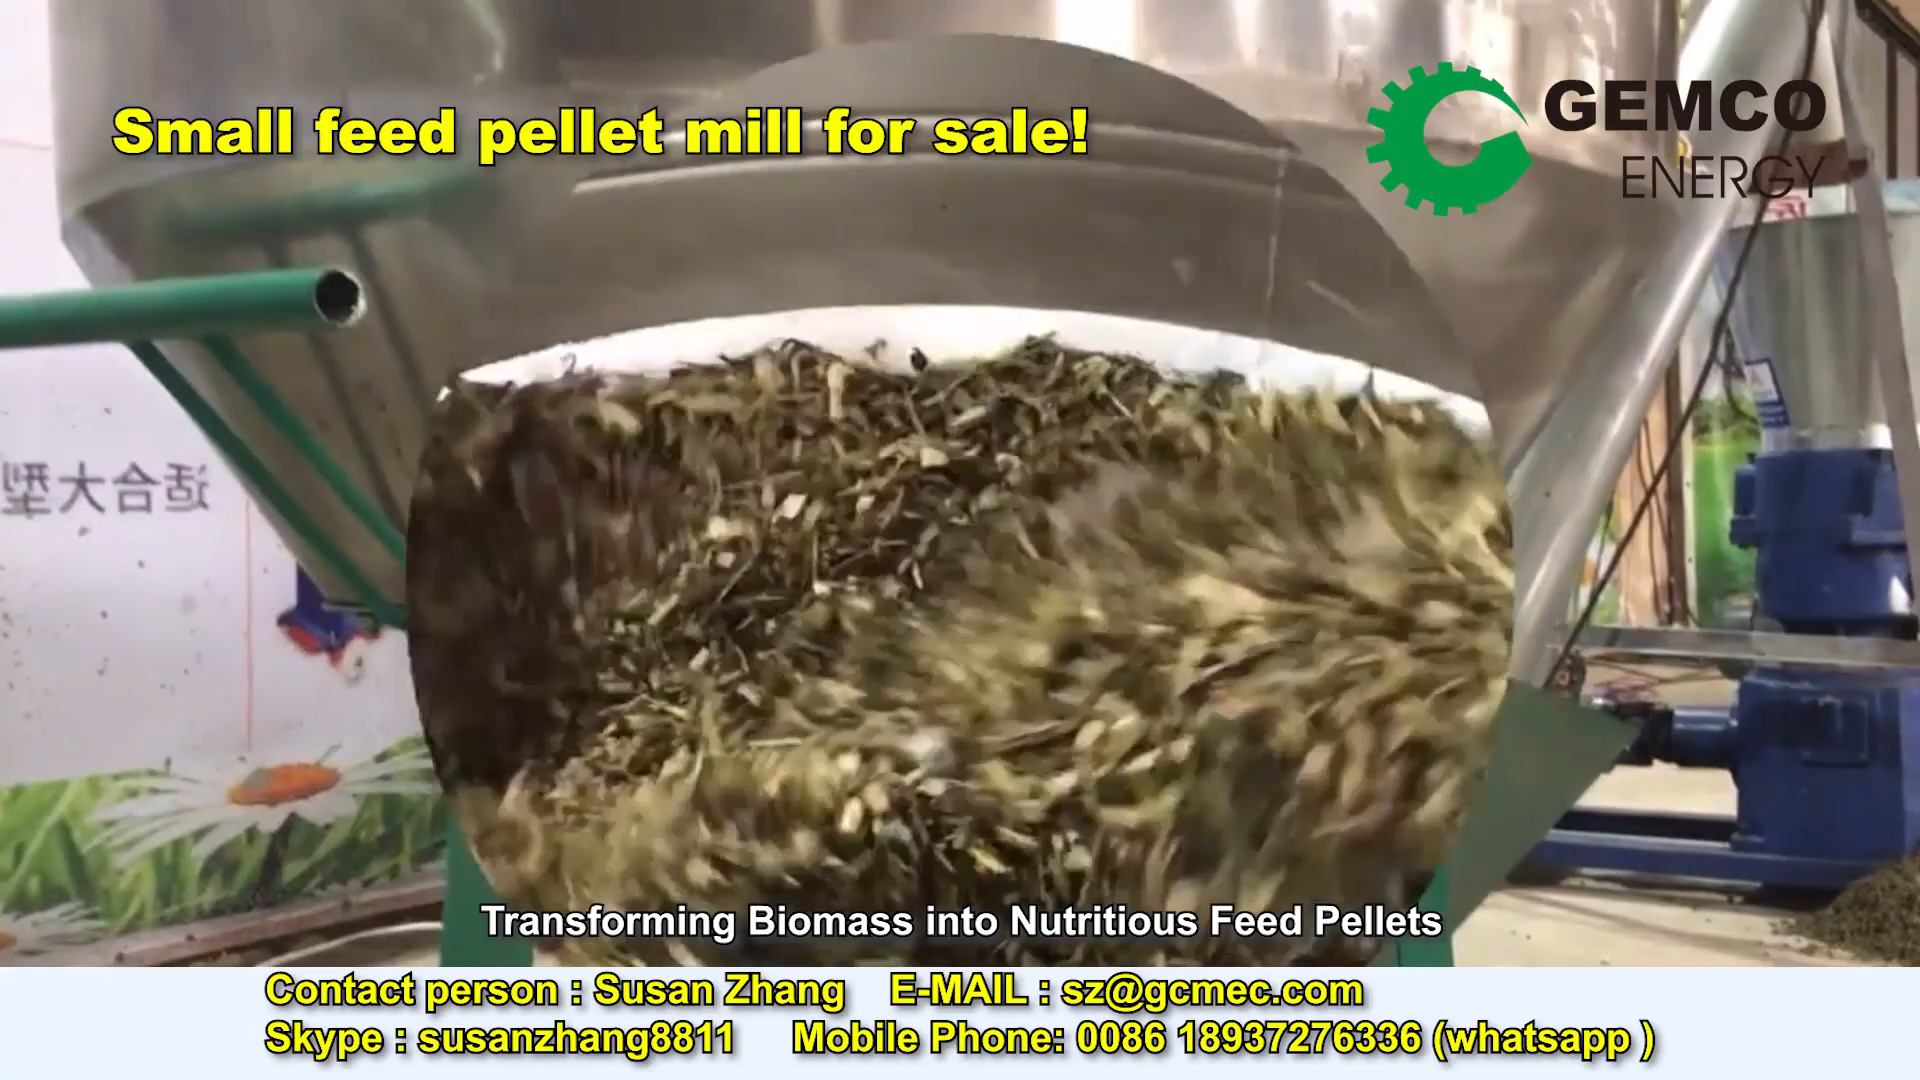 Small feed pellet mill for sale!
GEMCO
ENERGY
适合大型
Transforming Biomass into Nutritious Feed Pellets
Contact person : Susan Zhang E-MAIL : sz@gcmec.com
Skype : susanzhang8811 Mobile Phone: 0086 18937276336 (whatsapp )